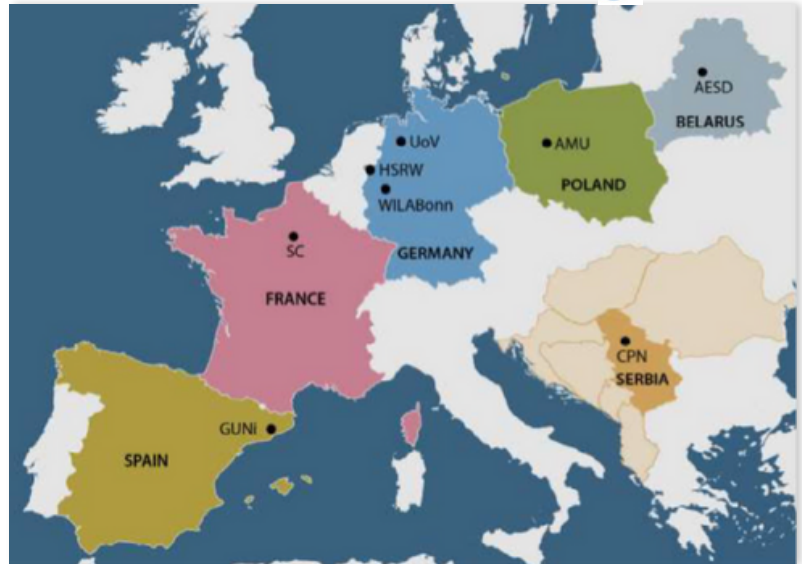 AESD
BELARUS
UoV
AMU
HSRW
POLAND
WILABonn
SC
GERMANY
FRANCE
CPN
SERBIA
GUNi
SPAIN